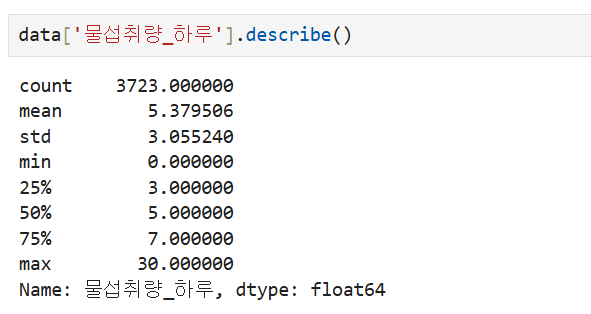 data['물섭취량_하루'].describe()
count    3723.000000
mean        5.379506
std         3.055240
min         0.000000
25%         3.000000
50%         5.000000
75%         7.000000
max        30.000000
Name: 물섭취량_하루, dtype: float64